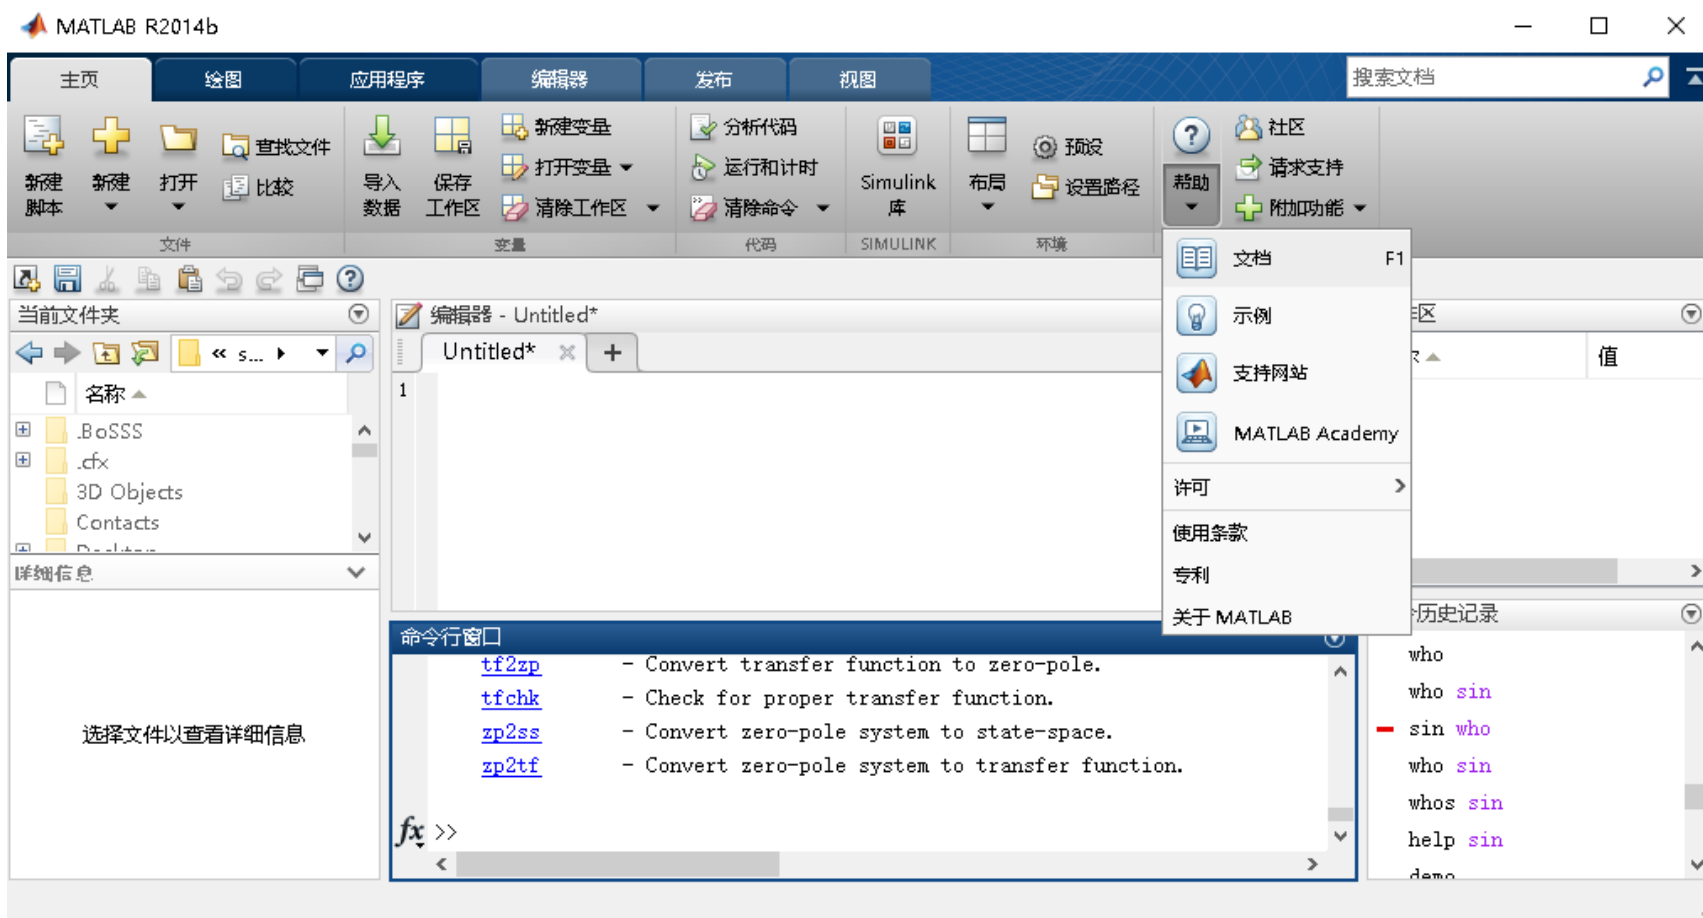 MATLAB R2014b
主页 绘图 应用程序 编辑器 发布 视图 搜索文档
新建脚本
新建
打开
查找文件
比较
文件
导入数据
保存工作区
新建变量
打开变量
清除工作区
变量
分析代码
运行和计时
清除命令
代码
Simulink 库
SIMULINK
布局
预设
设置路径
环境
帮助
社区
请求支持
附加功能
文档 F1
示例
支持网站
MATLAB Academy
许可
使用条款
专利
关于 MATLAB
当前文件夹
« s...
名称
.BoSSS
.cfx
3D Objects
Contacts
Desktop
详细信息
选择文件以查看详细信息
编辑器 - Untitled*
Untitled* +
1
命令行窗口
tf2zp - Convert transfer function to zero-pole.
tfchk - Check for proper transfer function.
zp2ss - Convert zero-pole system to state-space.
zp2tf - Convert zero-pole system to transfer function.
fx >>
区
值
历史记录
who
who sin
sin who
who sin
whos sin
help sin
demo